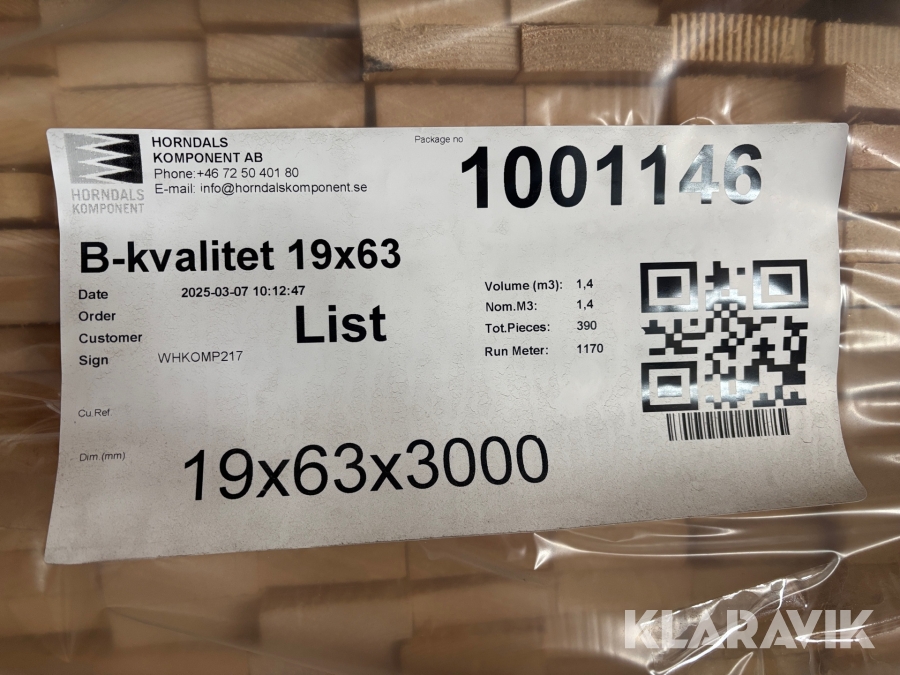 HORNDALS
KOMPONENT AB
Phone:+46 72 50 401 80
E-mail: info@horndalskomponent.se
HORNDALS
KOMPONENT
Package no
1001146
B-kvalitet 19x63
Date 2025-03-07 10:12:47
Order
List
Customer
Sign WHKOMP217
Volume (m3): 1,4
Nom.M3: 1,4
Tot.Pieces: 390
Run Meter: 1170
Cu.Ref.
Dim.(mm)
19x63x3000
KLARAVIK